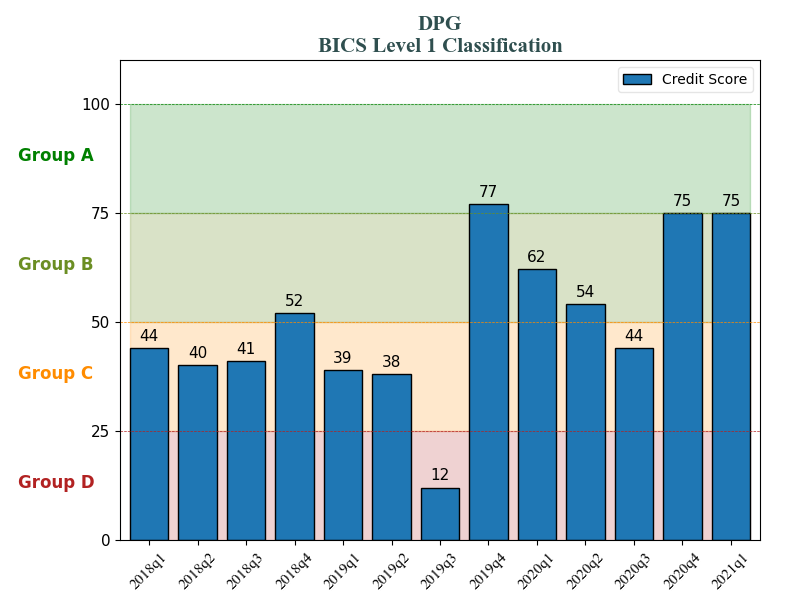 DPG
BICS Level 1 Classification
Credit Score
100
Group A
77
75
75
75
62
Group B
54
52
50
44
40
41
39
38
44
Group C
25
12
Group D
0
2018q1 2018q2 2018q3 2018q4 2019q1 2019q2 2019q3 2019q4 2020q1 2020q2 2020q3 2020q4 2021q1